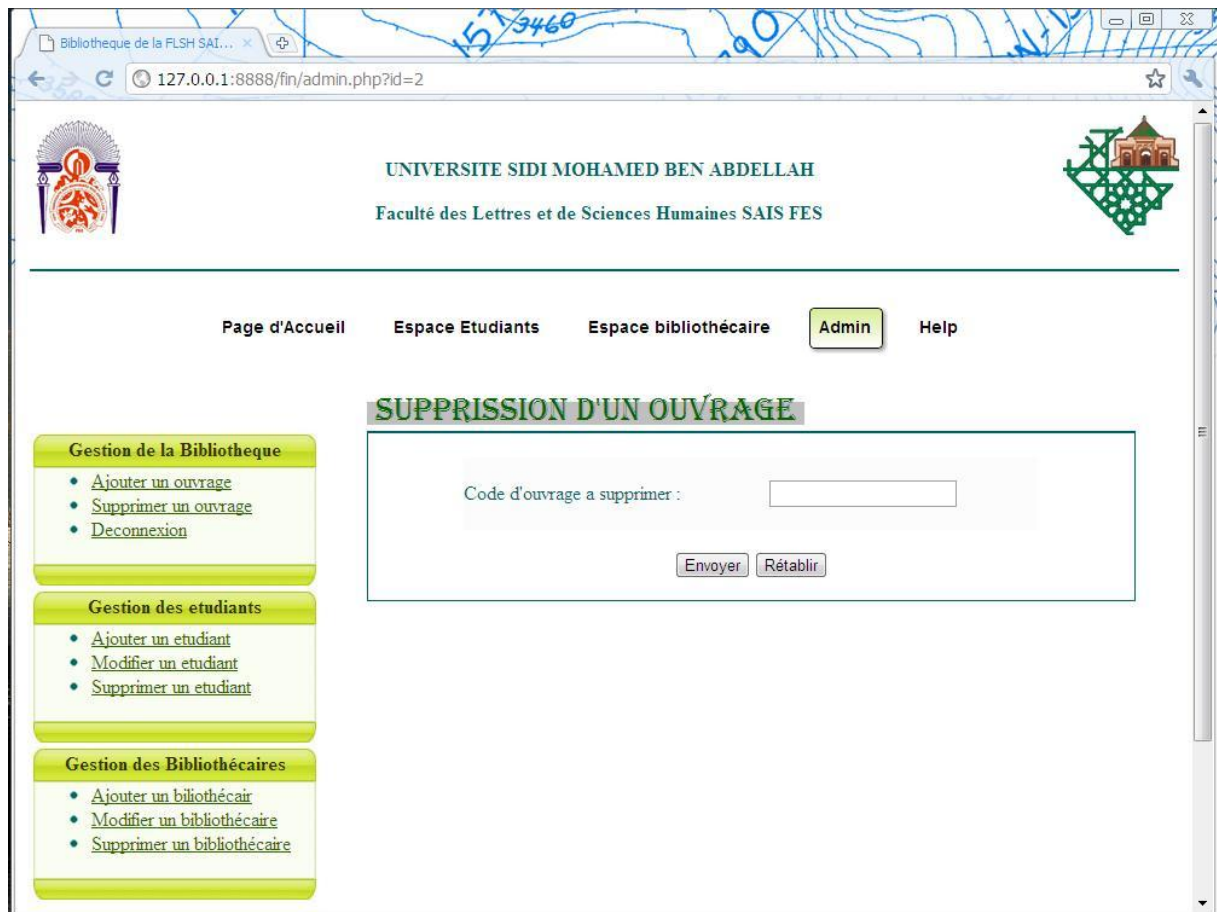 3460
Bibliotheque de la FLSH SAI...
127.0.0.1:8888/fin/admin.php?id=2
UNIVERSITE SIDI MOHAMED BEN ABDELLAH
Faculté des Lettres et de Sciences Humaines SAIS FES
Page d'Accueil Espace Etudiants Espace bibliothécaire Admin Help
SUPPRISSION D'UN OUVRAGE
Gestion de la Bibliotheque
Ajouter un ouvrage
Supprimer un ouvrage
Deconnexion
Code d'ouvrage a supprimer :
Envoyer Rétablir
Gestion des etudiants
Ajouter un etudiant
Modifier un etudiant
Supprimer un etudiant
Gestion des Bibliothécaires
Ajouter un biliothécair
Modifier un bibliothécaire
Supprimer un bibliothécaire